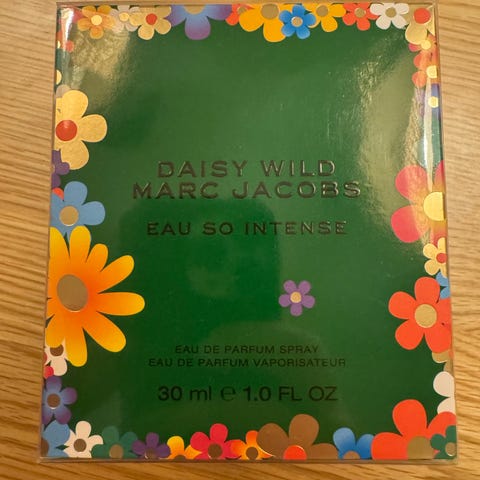 DAISY WILD
MARC JACOBS
EAU SO INTENSE
EAU DE PARFUM SPRAY
EAU DE PARFUM VAPORISATEUR
30 ml ℮ 1.0 FL OZ